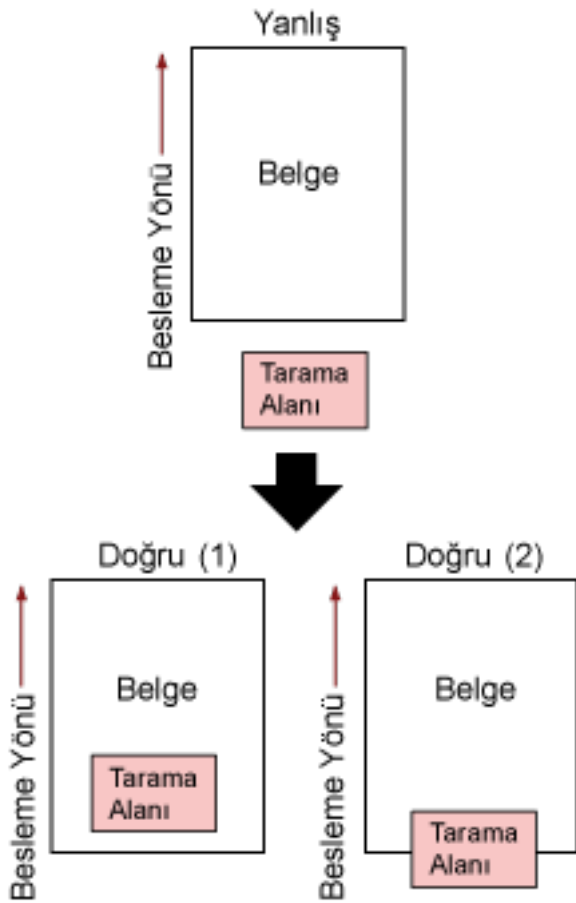 Yanlış
Besleme Yönü
Belge
Tarama
Alanı
Doğru (1)
Besleme Yönü
Belge
Tarama
Alanı
Doğru (2)
Besleme Yönü
Belge
Tarama
Alanı